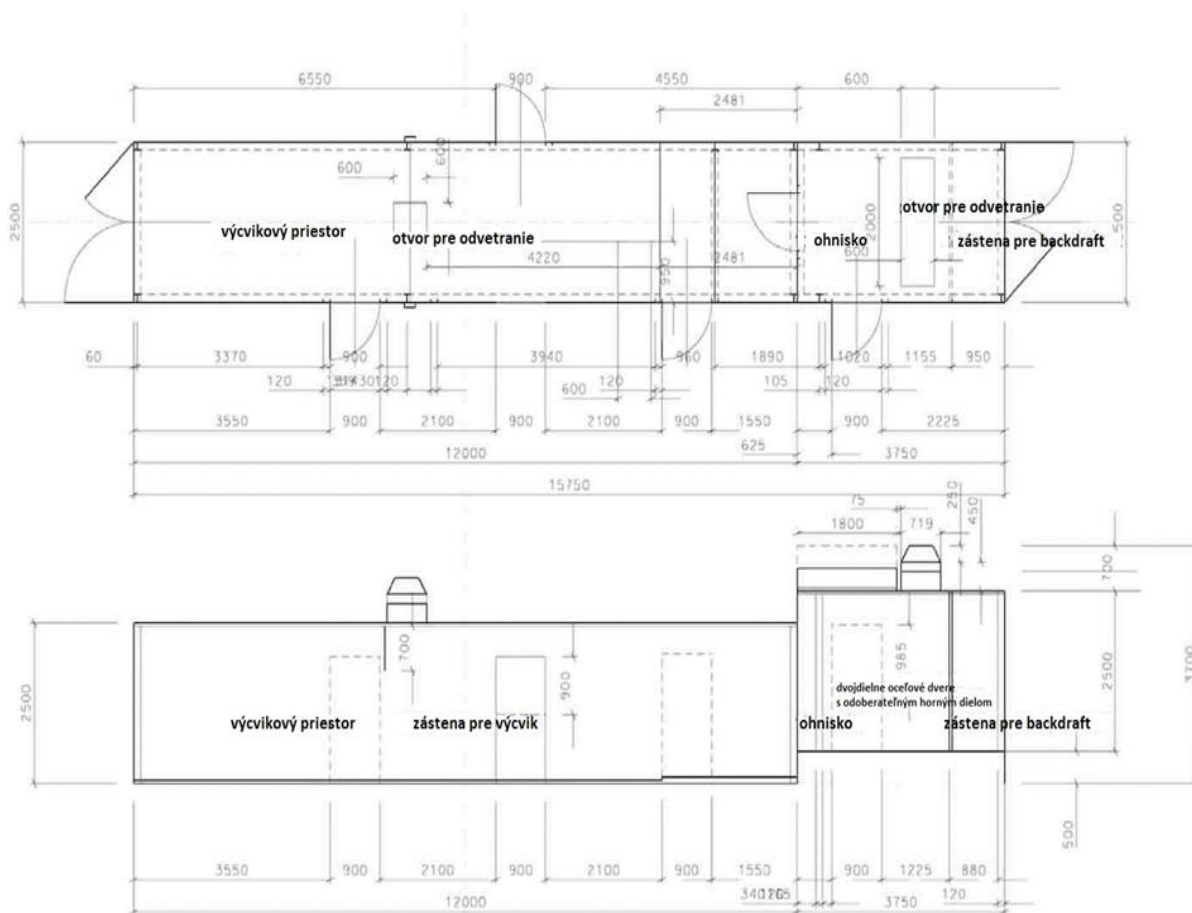 6550 900 4550 600
2481
600
600
2500
výcvikový priestor
otvor pre odvetranie
4220
2481
950
ohnisko
2000
600
otvor pre odvetranie
zástena pre backdraft
60 3370 900 3940 960 1890 1020 1155 950
120 120 120 105 120
600
3550 900 2100 900 2100 900 1550 900 2225
625
12000 3750
15750
75
1800 719
250
450
700
2500
700
900
985
2500
3700
dvojdielne oceľové dvere
s odoberateľným horným dielom
výcvikový priestor zástena pre výcvik ohnisko zástena pre backdraft
500
3550 900 2100 900 2100 900 1550 900 1225 880
120
12000 3750